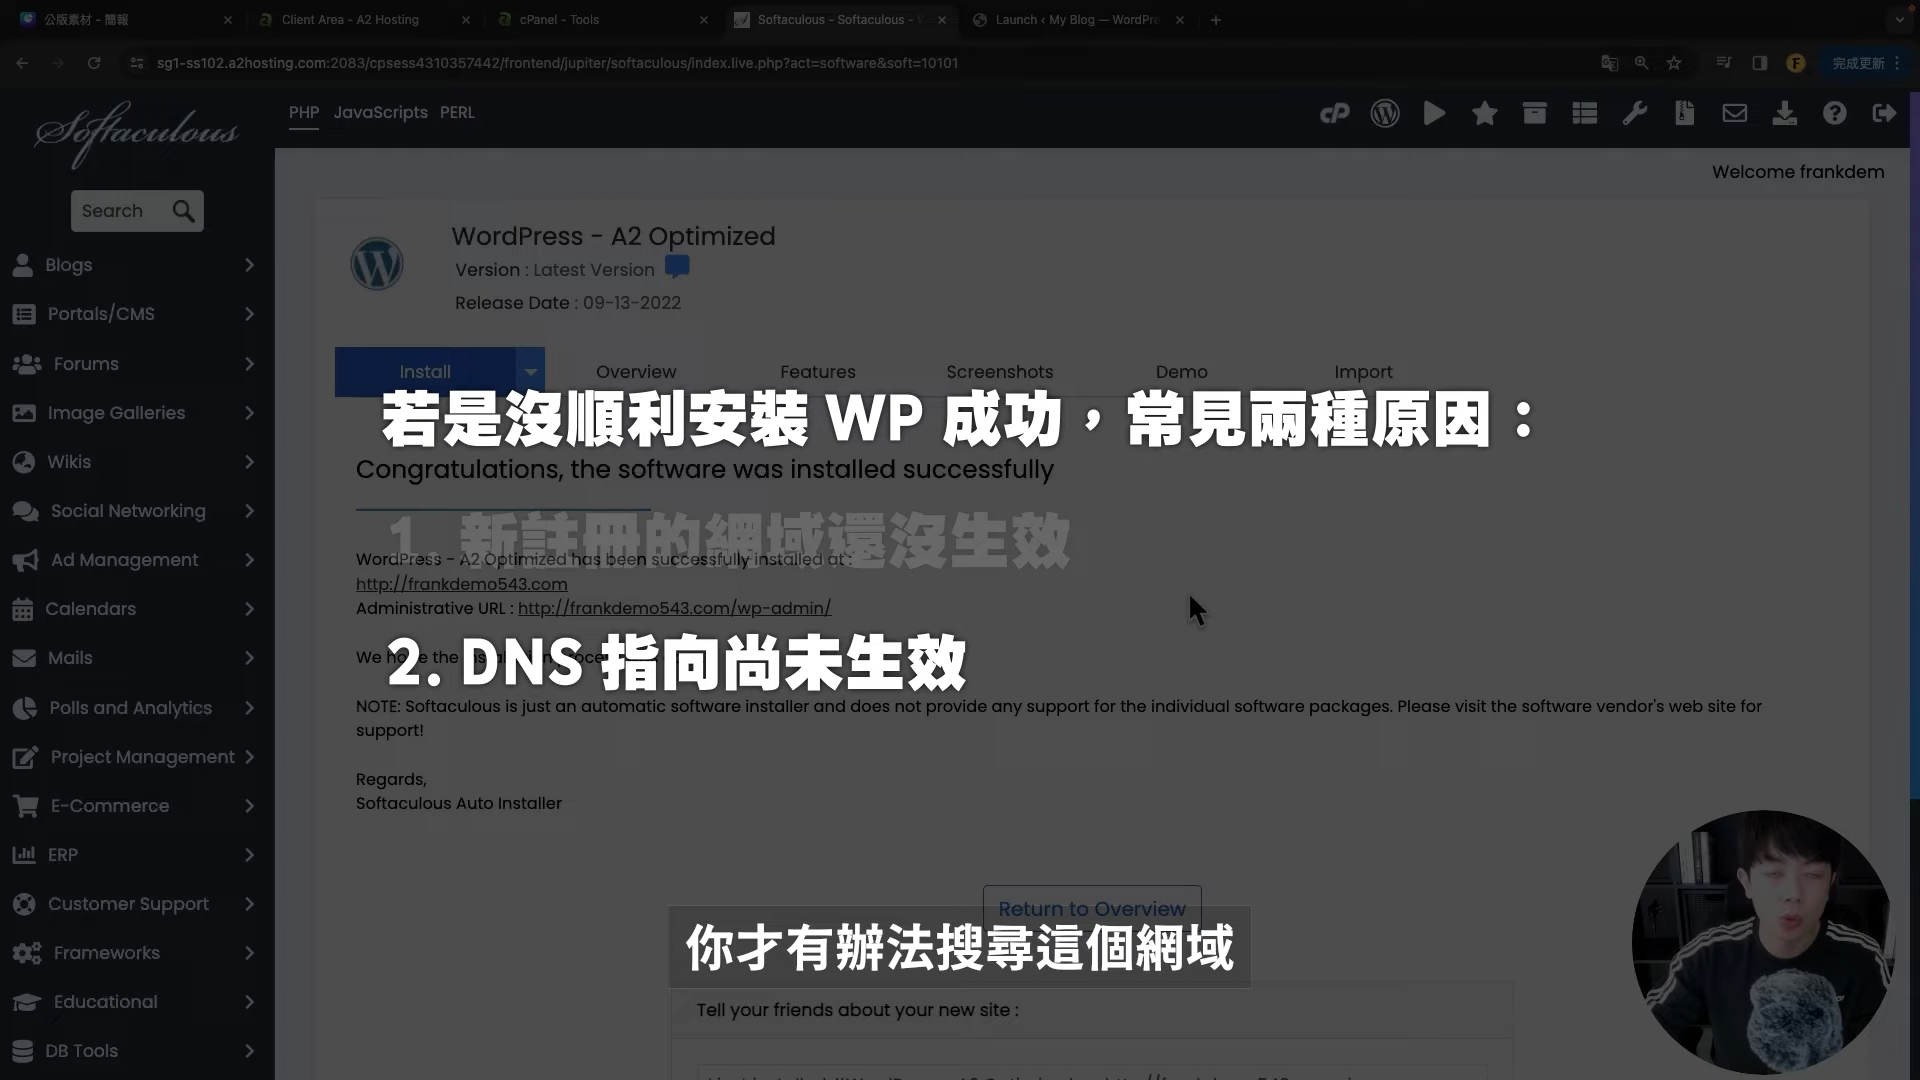 公版素材 - 簡報
Client Area - A2 Hosting
cPanel - Tools
Softaculous - Softaculous -
Launch ‹ My Blog — WordPre
sg1-ss102.a2hosting.com:2083/cpsess4310357442/frontend/jupiter/softaculous/index.live.php?act=software&soft=10101
完成更新
Softaculous
PHP JavaScripts PERL
Welcome frankdem
Search
Blogs
Portals/CMS
Forums
Image Galleries
Wikis
Social Networking
Ad Management
Calendars
Mails
Polls and Analytics
Project Management
E-Commerce
ERP
Customer Support
Frameworks
Educational
DB Tools
WordPress - A2 Optimized
Version : Latest Version
Release Date : 09-13-2022
Install Overview Features Screenshots Demo Import
若是沒順利安裝 WP 成功，常見兩種原因：
Congratulations, the software was installed successfully
1. 新註冊的網域還沒生效
WordPress - A2 Optimized has been successfully installed at :
http://frankdemo543.com
Administrative URL : http://frankdemo543.com/wp-admin/
2. DNS 指向尚未生效
We the
NOTE: Softaculous is just an automatic software installer and does not provide any support for the individual software packages. Please visit the software vendor's web site for
support!
Regards,
Softaculous Auto Installer
Return to Overview
你才有辦法搜尋這個網域
Tell your friends about your new site :